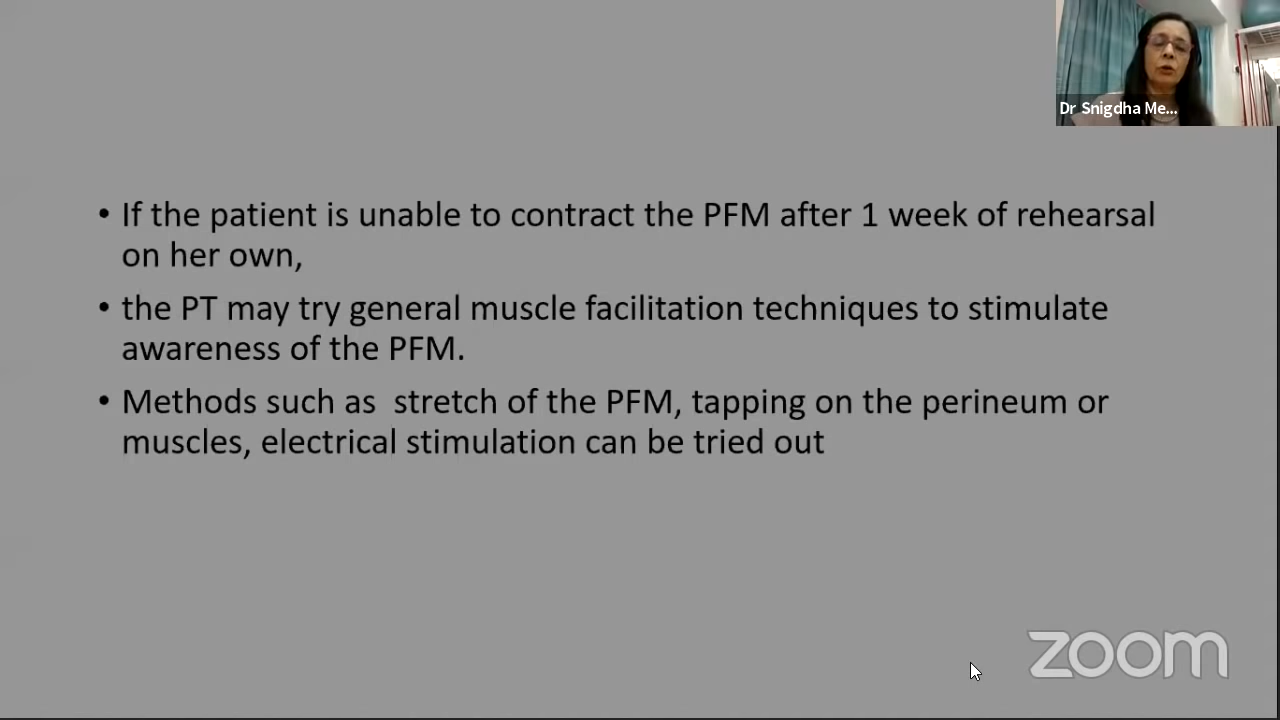 Dr Snigdha Me...
• If the patient is unable to contract the PFM after 1 week of rehearsal
on her own,
• the PT may try general muscle facilitation techniques to stimulate
awareness of the PFM.
• Methods such as  stretch of the PFM, tapping on the perineum or
muscles, electrical stimulation can be tried out
zoom